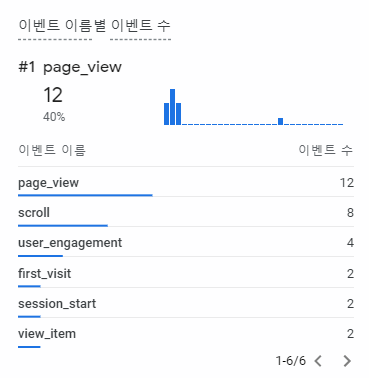 이벤트 이름별 이벤트 수
#1 page_view
12
40%
이벤트 이름 이벤트 수
page_view 12
scroll 8
user_engagement 4
first_visit 2
session_start 2
view_item 2
1-6/6